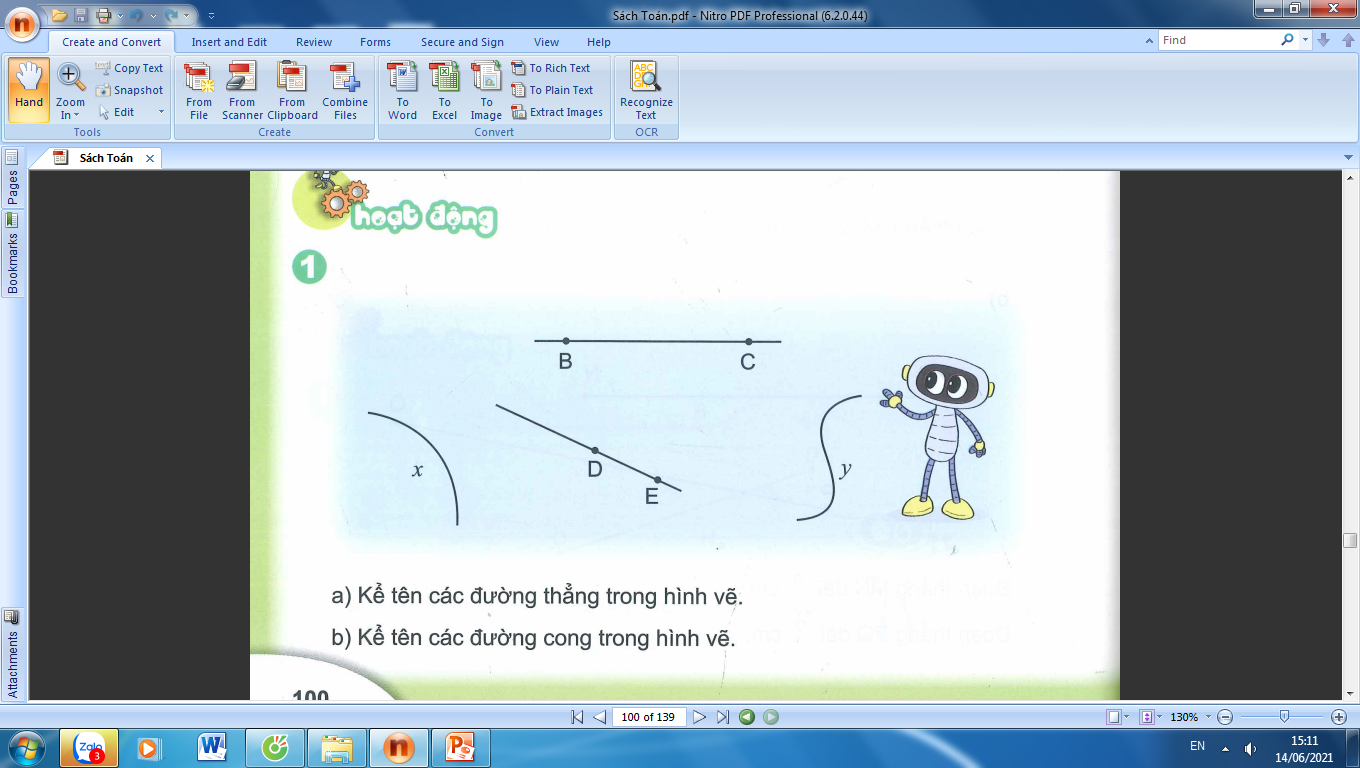 Sách Toán.pdf - Nitro PDF Professional (6.2.0.44)
Create and Convert Insert and Edit Review Forms Secure and Sign View Help Find
Hand
Zoom In
Copy Text
Snapshot
Edit
Tools
From File
From Scanner
From Clipboard
Combine Files
Create
To Word
To Excel
To Image
To Rich Text
To Plain Text
Extract Images
Convert
Recognize Text
OCR
Sách Toán
Pages
Bookmarks
Attachments
hoạt động
1
B C
x
D
E
y
a) Kể tên các đường thẳng trong hình vẽ.
b) Kể tên các đường cong trong hình vẽ.
100
100 of 139
130%
Zalo
3
EN
15:11
14/06/2021